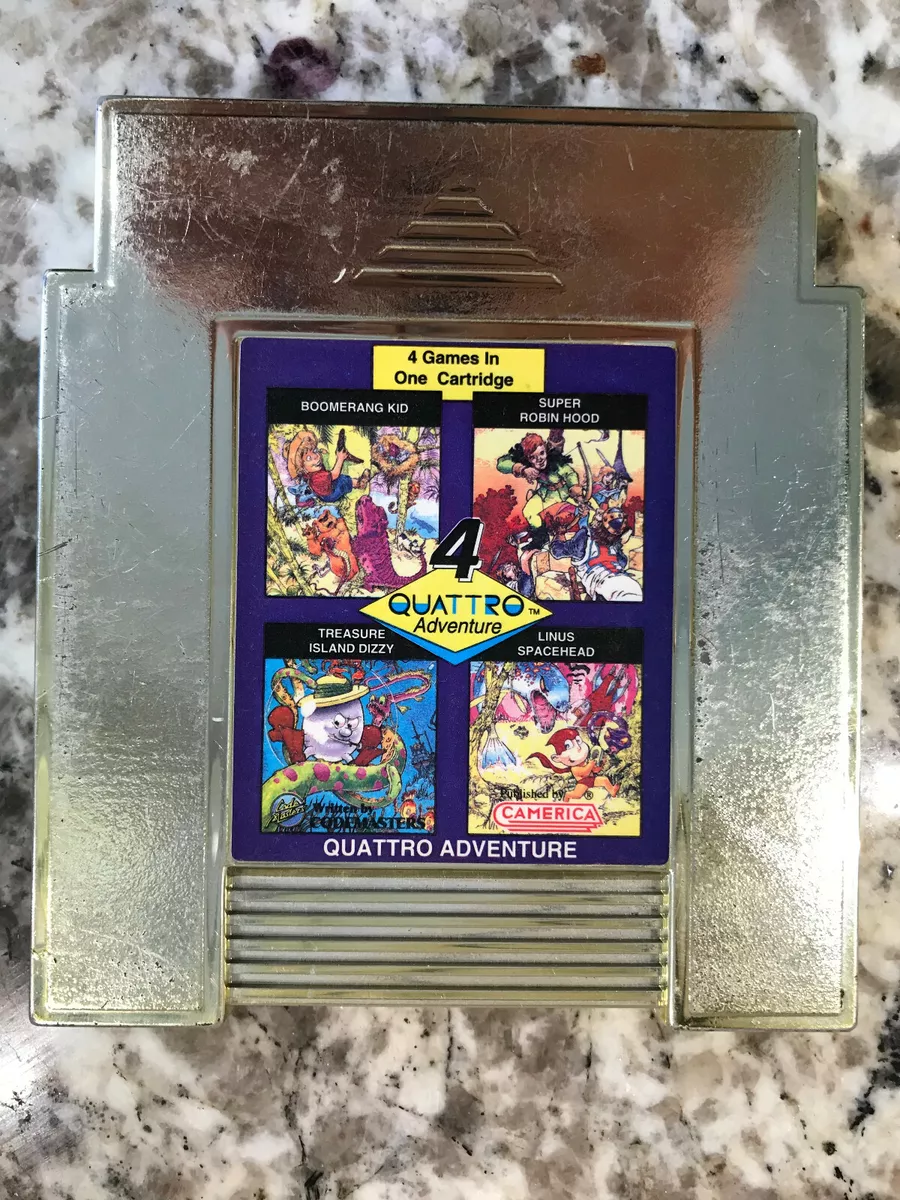 4 Games In
One Cartridge
BOOMERANG KID
SUPER
ROBIN HOOD
4
QUATTRO™
Adventure
TREASURE
ISLAND DIZZY
LINUS
SPACEHEAD
Written by
CODEMASTERS
Published by ®
CAMERICA
QUATTRO ADVENTURE